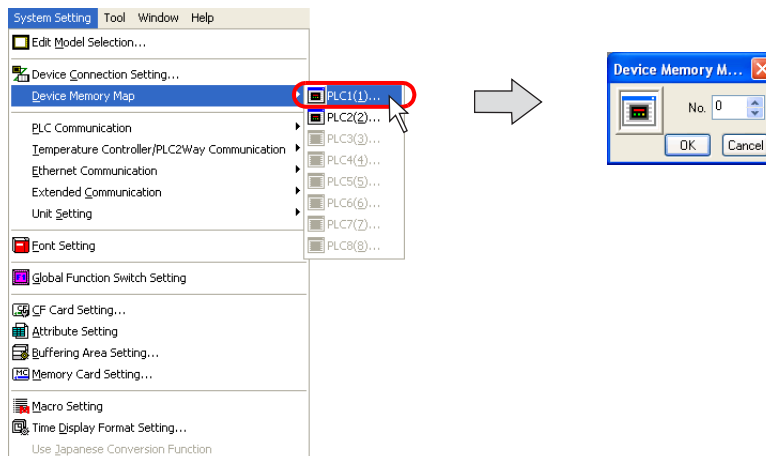 System Setting Tool Window Help
Edit Model Selection...
Device Connection Setting...
Device Memory Map
PLC Communication
Temperature Controller/PLC2Way Communication
Ethernet Communication
Extended Communication
Unit Setting
Font Setting
Global Function Switch Setting
CF Card Setting...
Attribute Setting
Buffering Area Setting...
Memory Card Setting...
Macro Setting
Time Display Format Setting...
Use Japanese Conversion Function
PLC1(1)...
PLC2(2)...
PLC3(3)...
PLC4(4)...
PLC5(5)...
PLC6(6)...
PLC7(7)...
PLC8(8)...
Device Memory M...
No. 0
OK Cancel